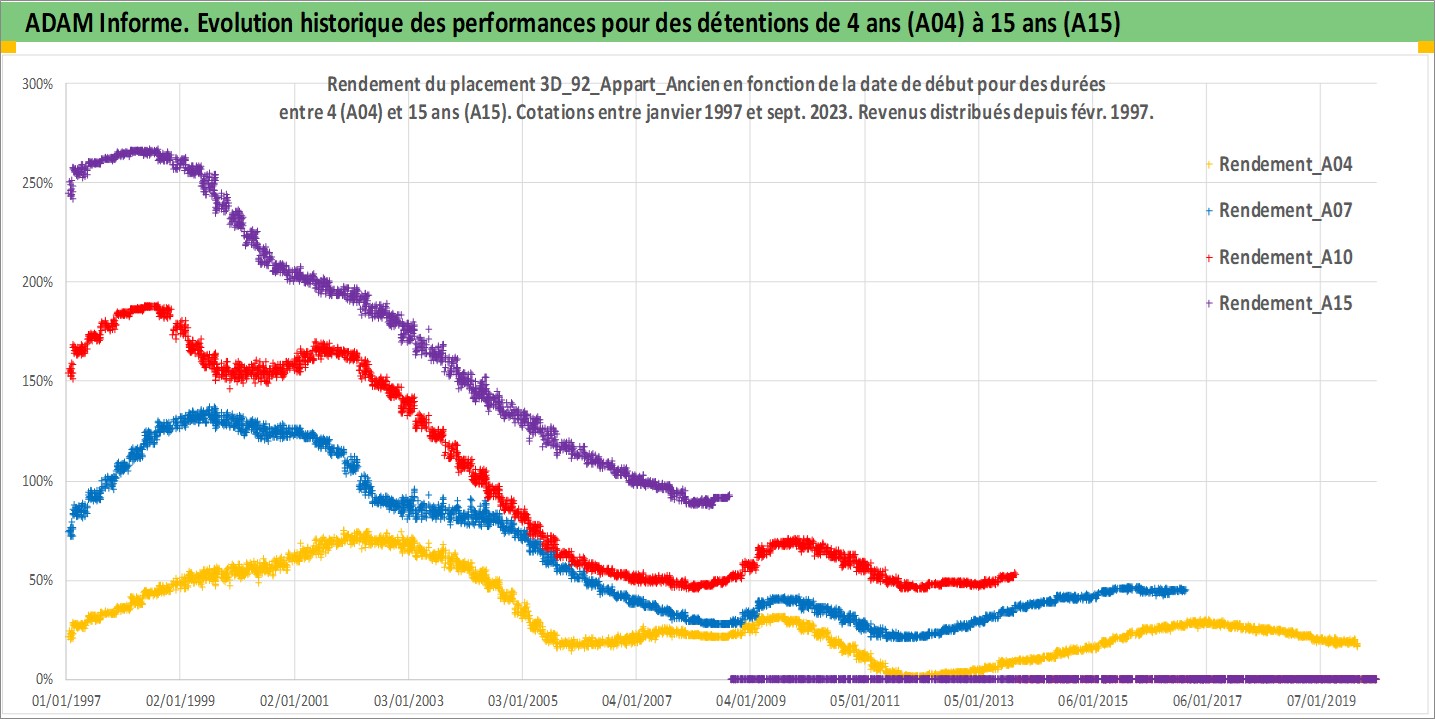 ADAM Informe. Evolution historique des performances pour des détentions de 4 ans (A04) à 15 ans (A15)
Rendement du placement 3D_92_Appart_Ancien en fonction de la date de début pour des durées
entre 4 (A04) et 15 ans (A15). Cotations entre janvier 1997 et sept. 2023. Revenus distribués depuis févr. 1997.
300%
250%
200%
150%
100%
50%
0%
Rendement_A04
Rendement_A07
Rendement_A10
Rendement_A15
01/01/1997 02/01/1999 02/01/2001 03/01/2003 03/01/2005 04/01/2007 04/01/2009 05/01/2011 05/01/2013 06/01/2015 06/01/2017 07/01/2019